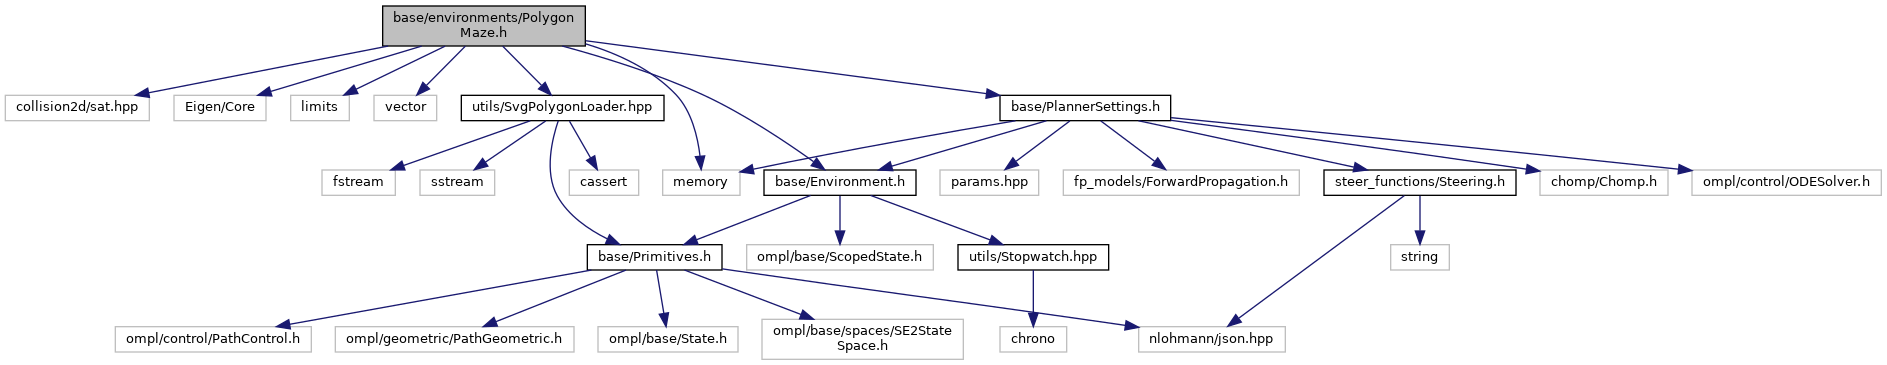 base/environments/Polygon
Maze.h
collision2d/sat.hpp
Eigen/Core
limits
vector
utils/SvgPolygonLoader.hpp
base/PlannerSettings.h
fstream
sstream
cassert
memory
base/Environment.h
params.hpp
fp_models/ForwardPropagation.h
steer_functions/Steering.h
chomp/Chomp.h
ompl/control/ODESolver.h
base/Primitives.h
ompl/base/ScopedState.h
utils/Stopwatch.hpp
string
ompl/control/PathControl.h
ompl/geometric/PathGeometric.h
ompl/base/State.h
ompl/base/spaces/SE2State
Space.h
chrono
nlohmann/json.hpp